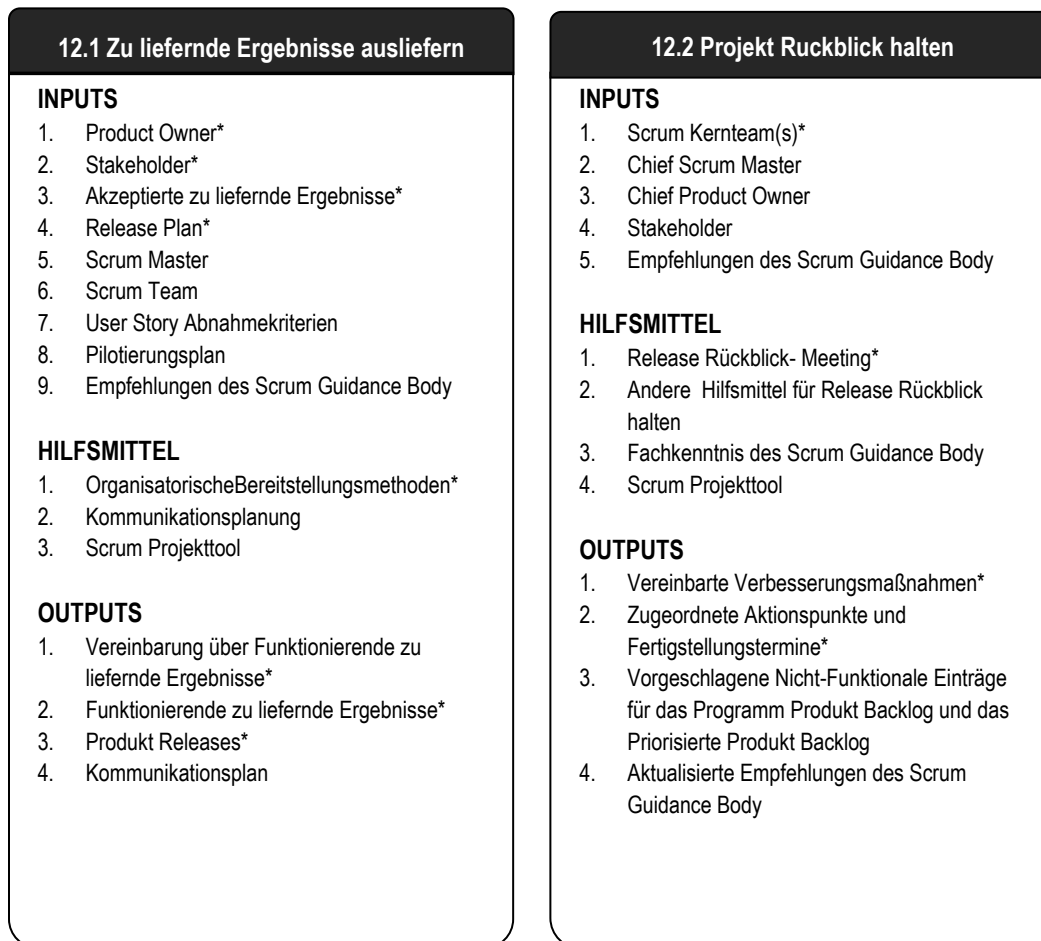 12.1 Zu liefernde Ergebnisse ausliefern
INPUTS
1. Product Owner*
2. Stakeholder*
3. Akzeptierte zu liefernde Ergebnisse*
4. Release Plan*
5. Scrum Master
6. Scrum Team
7. User Story Abnahmekriterien
8. Pilotierungsplan
9. Empfehlungen des Scrum Guidance Body
HILFSMITTEL
1. OrganisatorischeBereitstellungsmethoden*
2. Kommunikationsplanung
3. Scrum Projekttool
OUTPUTS
1. Vereinbarung über Funktionierende zu
liefernde Ergebnisse*
2. Funktionierende zu liefernde Ergebnisse*
3. Produkt Releases*
4. Kommunikationsplan
12.2 Projekt Ruckblick halten
INPUTS
1. Scrum Kernteam(s)*
2. Chief Scrum Master
3. Chief Product Owner
4. Stakeholder
5. Empfehlungen des Scrum Guidance Body
HILFSMITTEL
1. Release Rückblick- Meeting*
2. Andere Hilfsmittel für Release Rückblick
halten
3. Fachkenntnis des Scrum Guidance Body
4. Scrum Projekttool
OUTPUTS
1. Vereinbarte Verbesserungsmaßnahmen*
2. Zugeordnete Aktionspunkte und
Fertigstellungstermine*
3. Vorgeschlagene Nicht-Funktionale Einträge
für das Programm Produkt Backlog und das
Priorisierte Produkt Backlog
4. Aktualisierte Empfehlungen des Scrum
Guidance Body